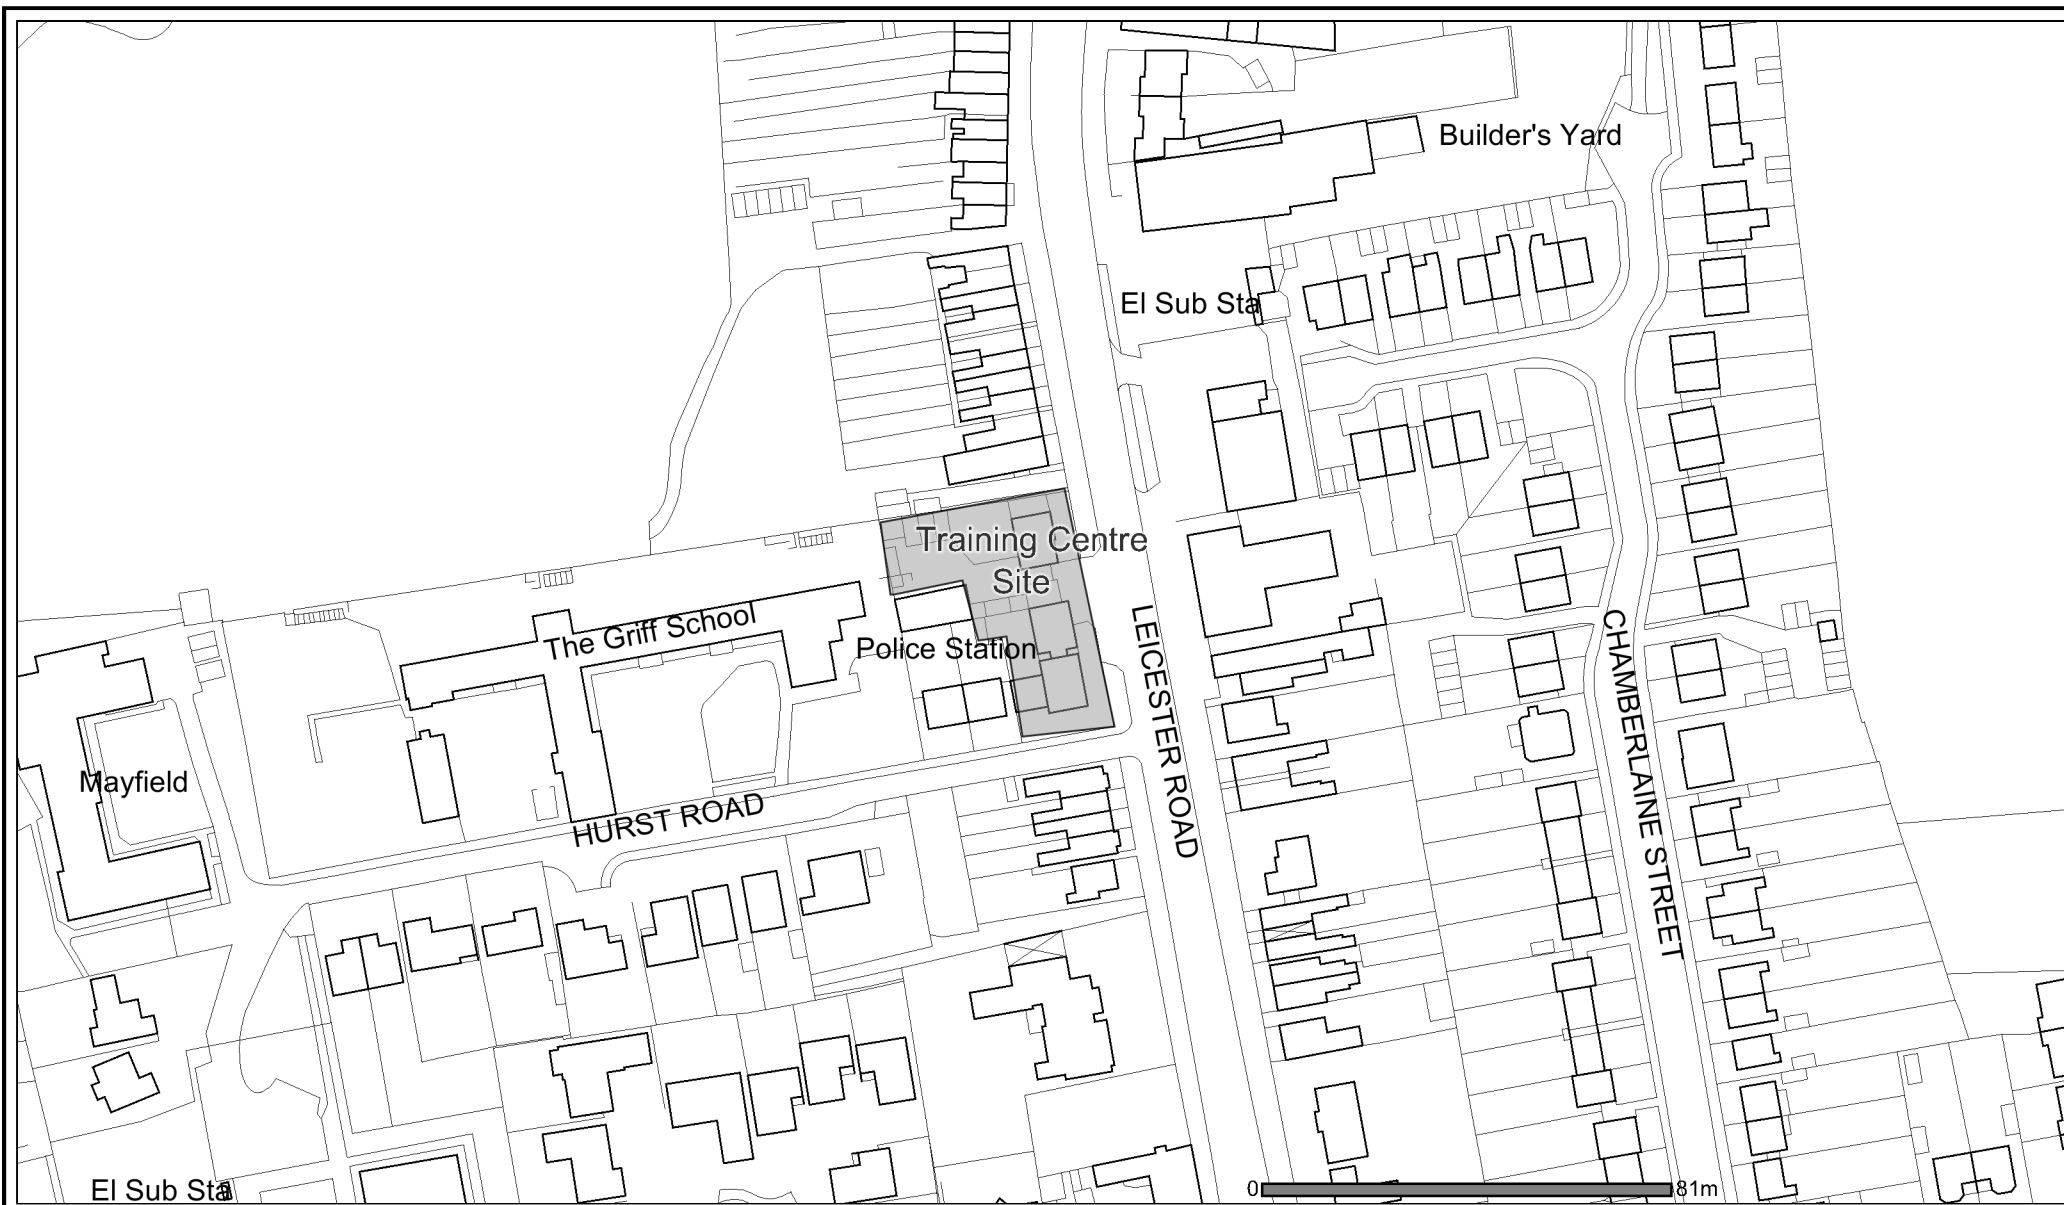 Builder's Yard
El Sub Sta
Training Centre
Site
The Griff School
Police Station
LEICESTER ROAD
CHAMBERLAINE STREET
Mayfield
HURST ROAD
El Sub Sta
0
81m